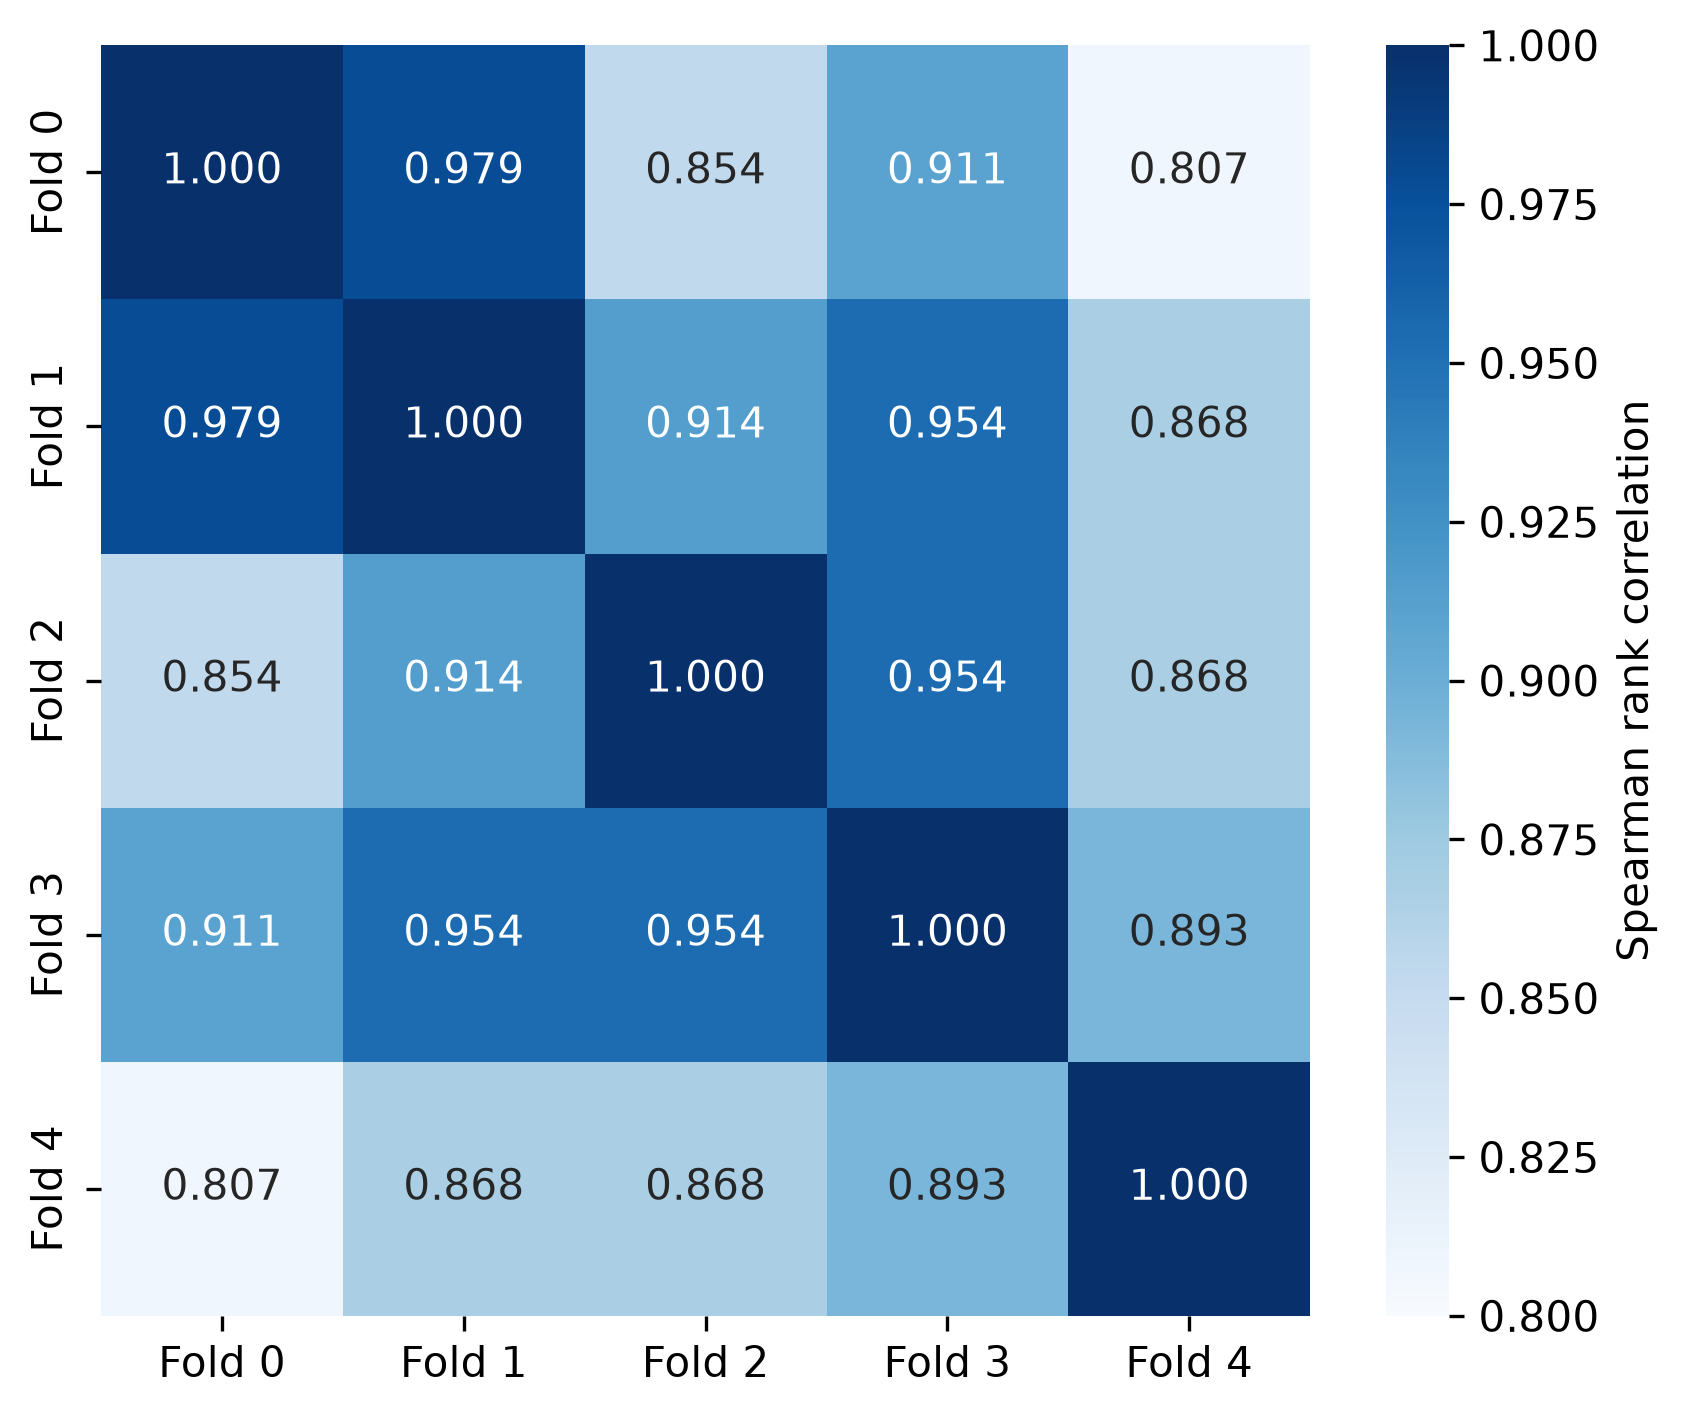 Fold 0 1.000 0.979 0.854 0.911 0.807
Fold 1 0.979 1.000 0.914 0.954 0.868
Fold 2 0.854 0.914 1.000 0.954 0.868
Fold 3 0.911 0.954 0.954 1.000 0.893
Fold 4 0.807 0.868 0.868 0.893 1.000
Fold 0 Fold 1 Fold 2 Fold 3 Fold 4
1.000
0.975
0.950
0.925
0.900
0.875
0.850
0.825
0.800
Spearman rank correlation